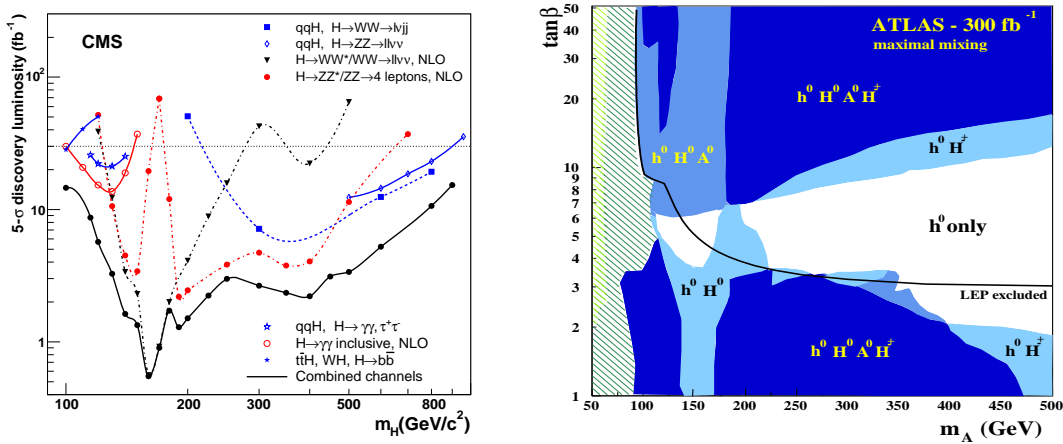 CMS
qqH, H→WW→lνjj
qqH, H→ZZ→llνν
H→WW*/WW→llνν, NLO
H→ZZ*/ZZ→4 leptons, NLO
5-σ discovery luminosity (fb⁻¹)
10²
10
1
qqH, H→γγ, τ⁺τ⁻
H→γγ inclusive, NLO
tt̄H, WH, H→bb̄
Combined channels
100 200 300 400 500 800
m_H(GeV/c²)
tanβ
50
40
30
20
10
9
8
7
6
5
4
3
2
1
ATLAS - 300 fb⁻¹
maximal mixing
h⁰ H⁰ A⁰ H±
h⁰ H⁰ A⁰
h⁰ H±
h⁰ only
h⁰ H⁰
LEP excluded
h⁰ H⁰ A⁰ H±
h⁰ H±
50 100 150 200 250 300 350 400 450 500
m_A (GeV)